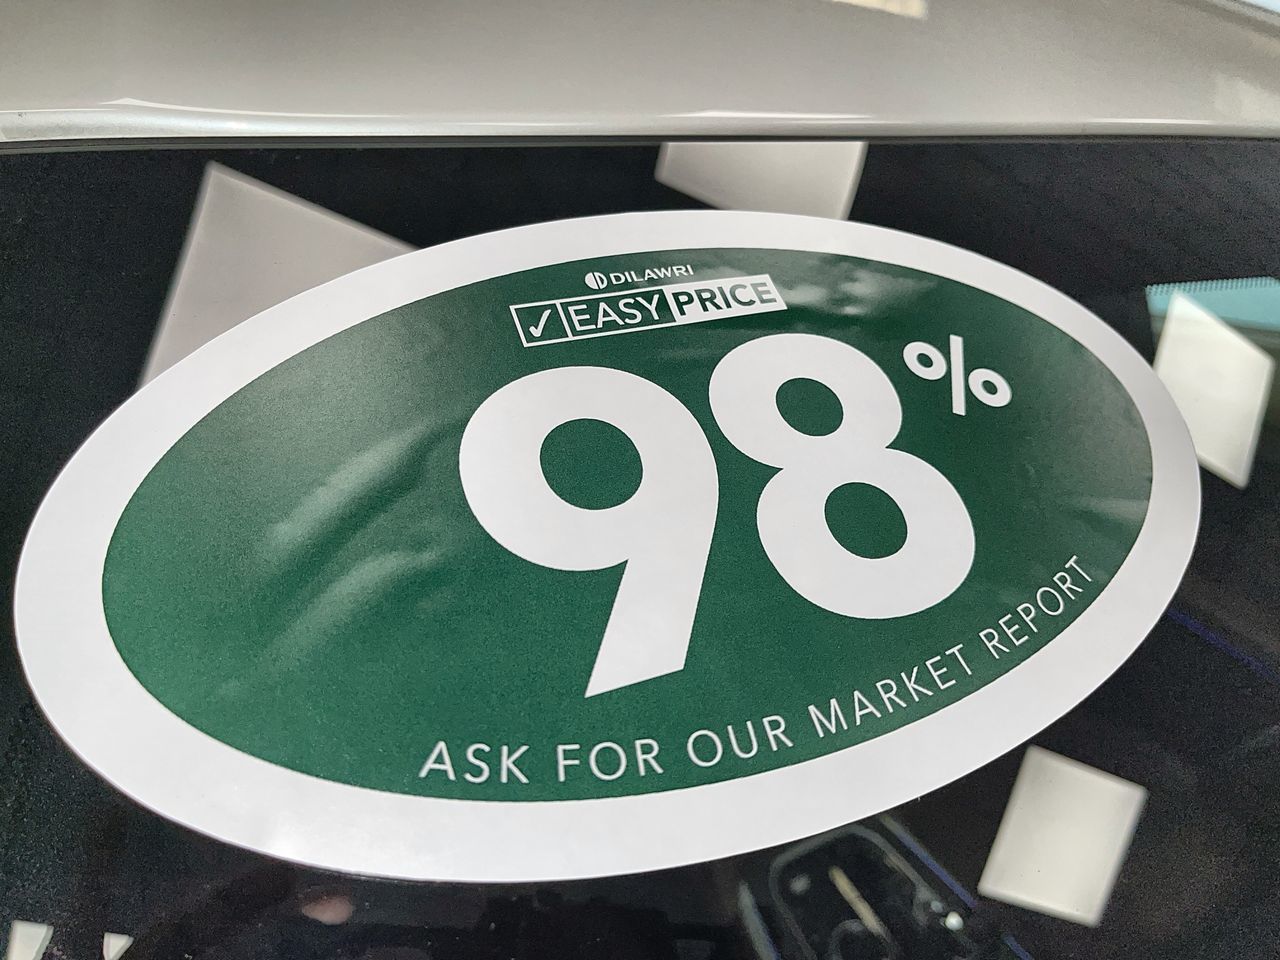 DILAWRI
✓ EASY PRICE
98%
ASK FOR OUR MARKET REPORT